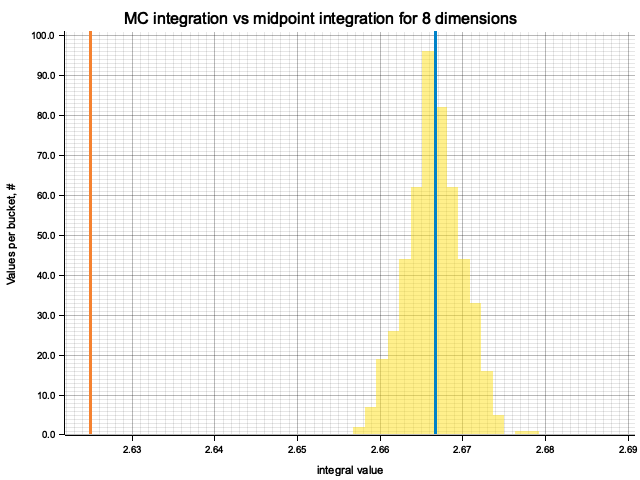 MC integration vs midpoint integration for 8 dimensions
100.0
90.0
80.0
70.0
60.0
50.0
40.0
30.0
20.0
10.0
0.0
Values per bucket, #
2.63 2.64 2.65 2.66 2.67 2.68 2.69
integral value